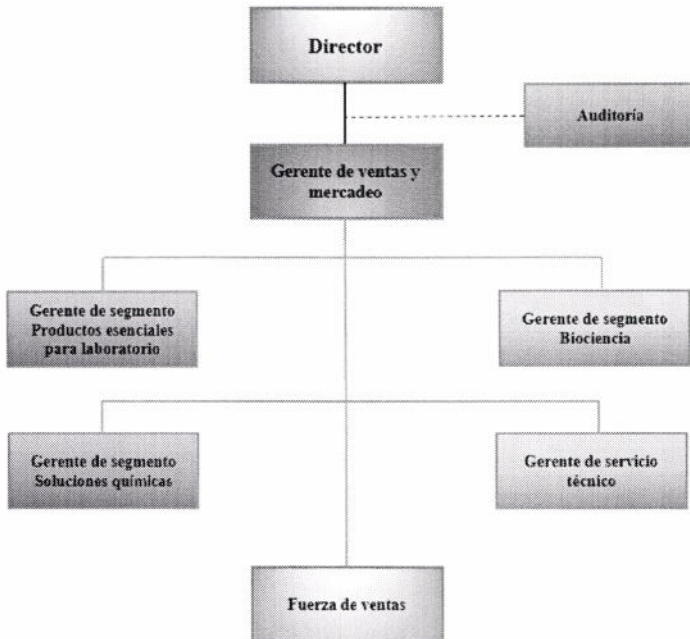 Director
Auditoría
Gerente de ventas y
mercadeo
Gerente de segmento
Productos esenciales
para laboratorio
Gerente de segmento
Biociencia
Gerente de segmento
Soluciones químicas
Gerente de servicio
técnico
Fuerza de ventas